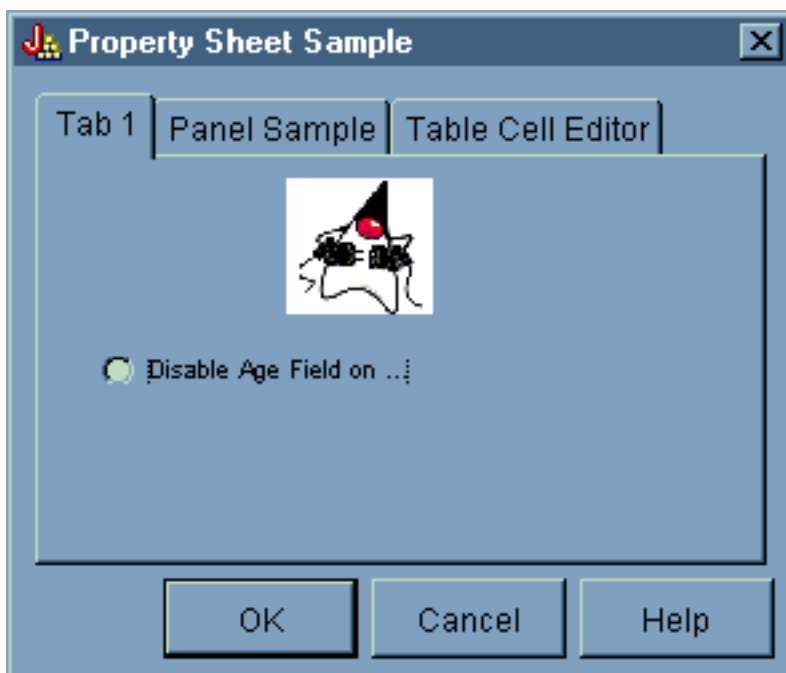 Property Sheet Sample
Tab 1 Panel Sample Table Cell Editor
Disable Age Field on ...
OK Cancel Help